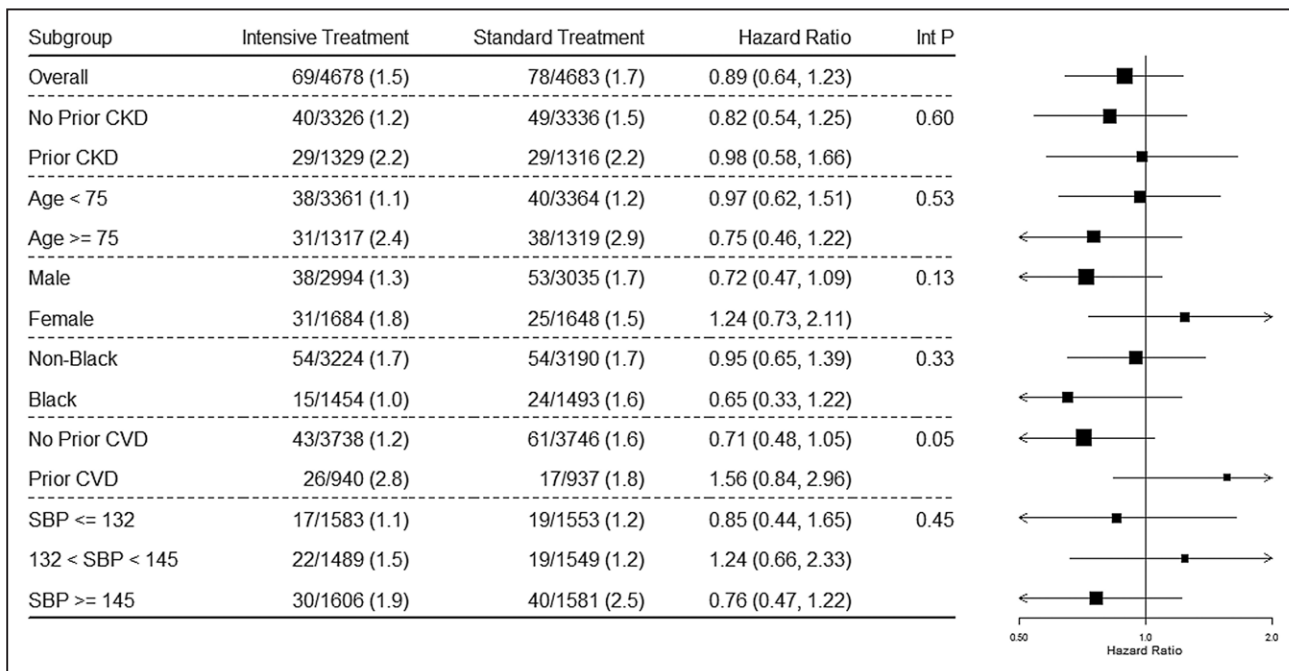 Subgroup Intensive Treatment Standard Treatment Hazard Ratio Int P
Overall 69/4678 (1.5) 78/4683 (1.7) 0.89 (0.64, 1.23)
No Prior CKD 40/3326 (1.2) 49/3336 (1.5) 0.82 (0.54, 1.25) 0.60
Prior CKD 29/1329 (2.2) 29/1316 (2.2) 0.98 (0.58, 1.66)
Age < 75 38/3361 (1.1) 40/3364 (1.2) 0.97 (0.62, 1.51) 0.53
Age >= 75 31/1317 (2.4) 38/1319 (2.9) 0.75 (0.46, 1.22)
Male 38/2994 (1.3) 53/3035 (1.7) 0.72 (0.47, 1.09) 0.13
Female 31/1684 (1.8) 25/1648 (1.5) 1.24 (0.73, 2.11)
Non-Black 54/3224 (1.7) 54/3190 (1.7) 0.95 (0.65, 1.39) 0.33
Black 15/1454 (1.0) 24/1493 (1.6) 0.65 (0.33, 1.22)
No Prior CVD 43/3738 (1.2) 61/3746 (1.6) 0.71 (0.48, 1.05) 0.05
Prior CVD 26/940 (2.8) 17/937 (1.8) 1.56 (0.84, 2.96)
SBP <= 132 17/1583 (1.1) 19/1553 (1.2) 0.85 (0.44, 1.65) 0.45
132 < SBP < 145 22/1489 (1.5) 19/1549 (1.2) 1.24 (0.66, 2.33)
SBP >= 145 30/1606 (1.9) 40/1581 (2.5) 0.76 (0.47, 1.22)
0.50 1.0 2.0
Hazard Ratio